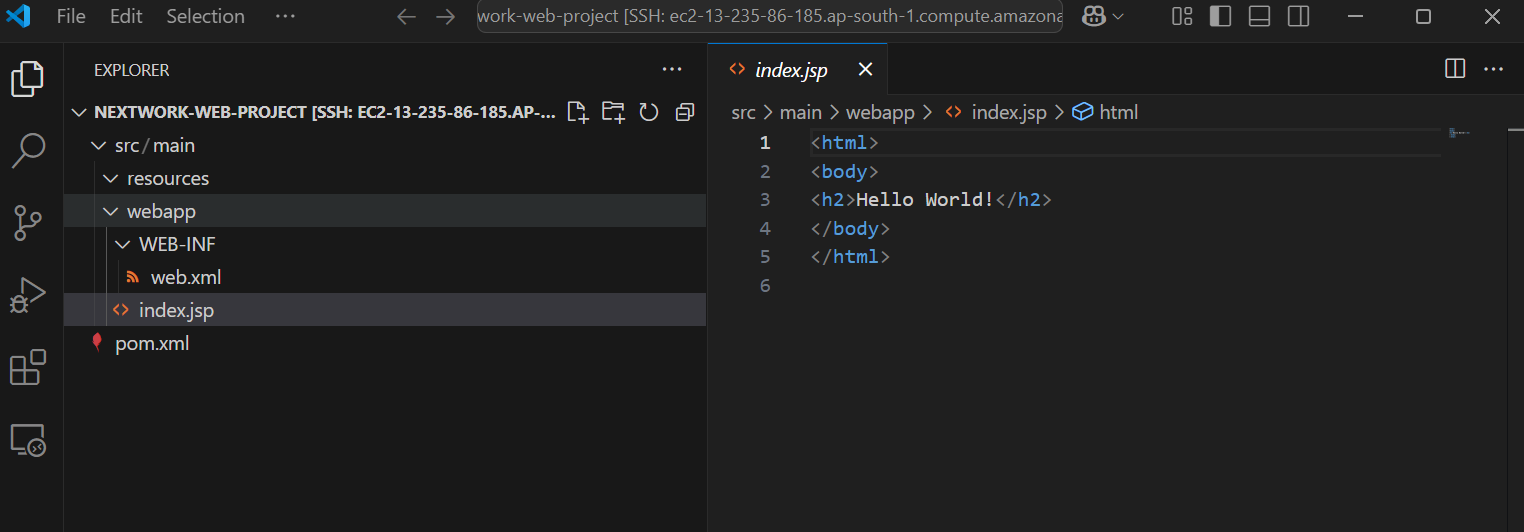 File Edit Selection ···
work-web-project [SSH: ec2-13-235-86-185.ap-south-1.compute.amazona
EXPLORER
NEXTWORK-WEB-PROJECT [SSH: EC2-13-235-86-185.AP-...
src / main
resources
webapp
WEB-INF
web.xml
index.jsp
pom.xml
index.jsp
src > main > webapp > index.jsp > html
1 <html>
2 <body>
3 <h2>Hello World!</h2>
4 </body>
5 </html>
6